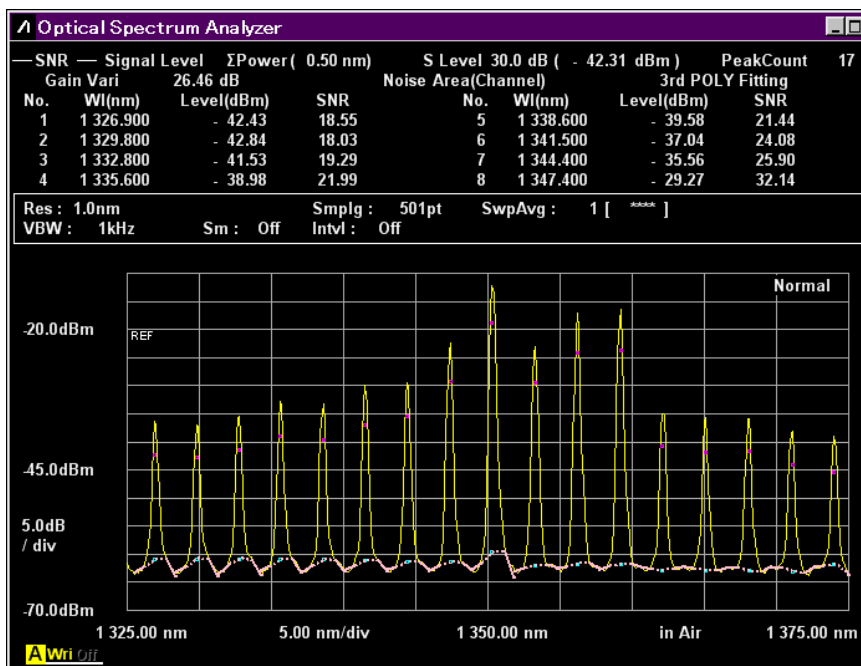 Optical Spectrum Analyzer
SNR Signal Level ΣPower( 0.50 nm) S Level 30.0 dB ( - 42.31 dBm ) PeakCount 17
Gain Vari 26.46 dB Noise Area(Channel) 3rd POLY Fitting
No. Wl(nm) Level(dBm) SNR No. Wl(nm) Level(dBm) SNR
1 1 326.900 - 42.43 18.55 5 1 338.600 - 39.58 21.44
2 1 329.800 - 42.84 18.03 6 1 341.500 - 37.04 24.08
3 1 332.800 - 41.53 19.29 7 1 344.400 - 35.56 25.90
4 1 335.600 - 38.98 21.99 8 1 347.400 - 29.27 32.14
Res : 1.0nm Smplg : 501pt SwpAvg : 1 [ **** ]
VBW : 1kHz Sm : Off Intvl : Off
Normal
-20.0dBm
REF
-45.0dBm
5.0dB
/ div
-70.0dBm
1 325.00 nm 5.00 nm/div 1 350.00 nm in Air 1 375.00 nm
A Wri Off